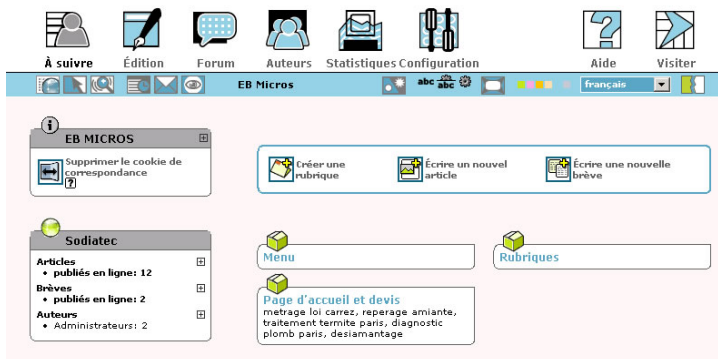 À suivre Édition Forum Auteurs Statistiques Configuration Aide Visiter
EB Micros abc abc abc français
EB MICROS
Supprimer le cookie de
correspondance
?
Créer une
rubrique
Écrire un nouvel
article
Écrire une nouvelle
brève
Sodiatec
Articles
• publiés en ligne: 12
Brèves
• publiés en ligne: 2
Auteurs
• Administrateurs: 2
Menu
Rubriques
Page d'accueil et devis
metrage loi carrez, reperage amiante,
traitement termite paris, diagnostic
plomb paris, desiamantage